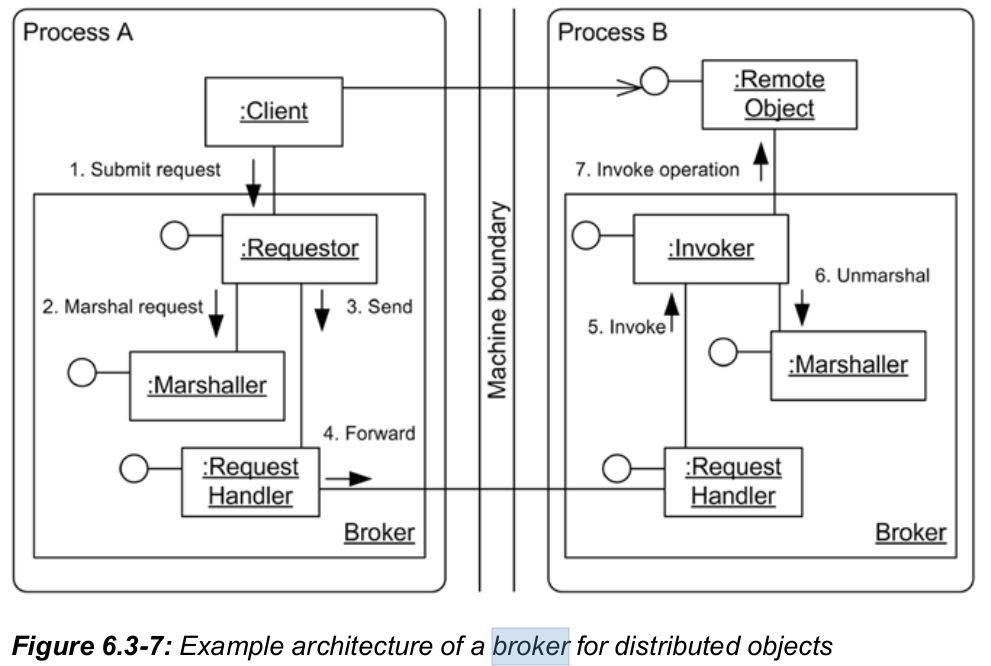 Process A
:Client
1. Submit request
:Requestor
2. Marshal request
3. Send
:Marshaller
4. Forward
:Request
Handler
Broker
Machine boundary
Process B
:Remote
Object
7. Invoke operation
:Invoker
6. Unmarshal
5. Invoke
:Marshaller
:Request
Handler
Broker
Figure 6.3-7: Example architecture of a broker for distributed objects